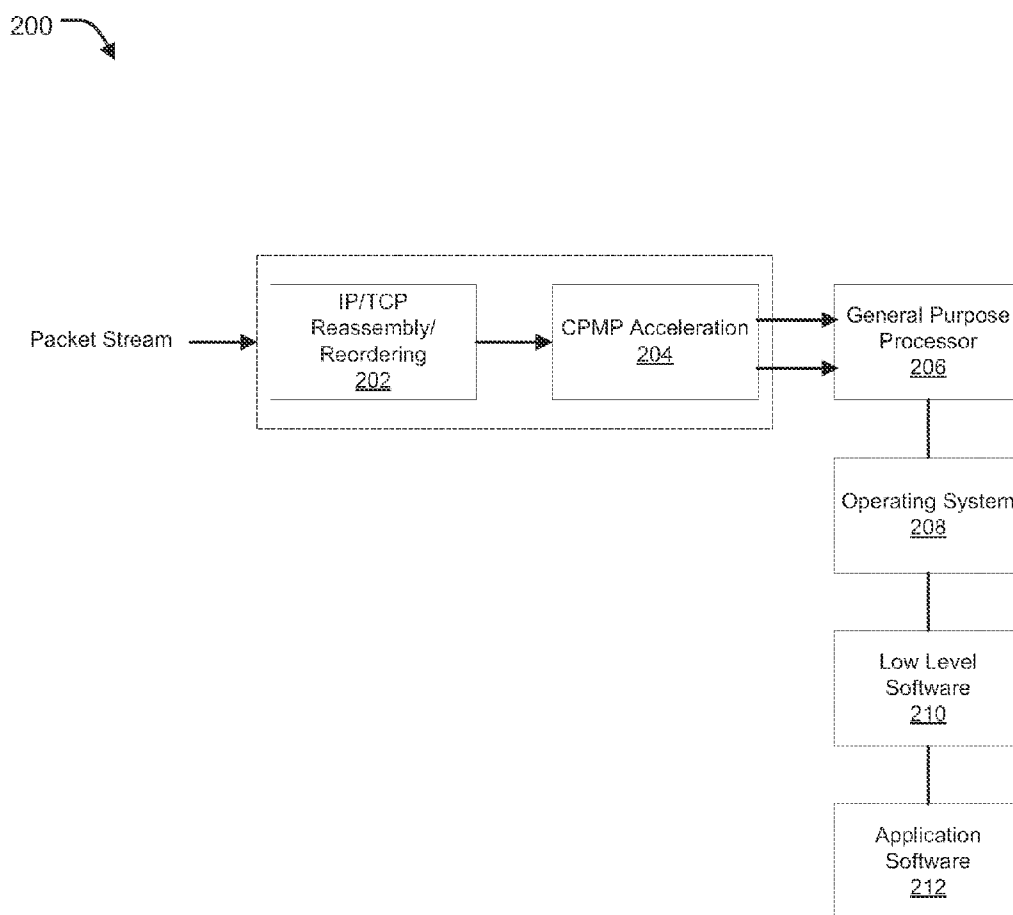 200
Packet Stream
IP/TCP
Reassembly/
Reordering
202
CPMP Acceleration
204
General Purpose
Processor
206
Operating System
208
Low Level
Software
210
Application
Software
212